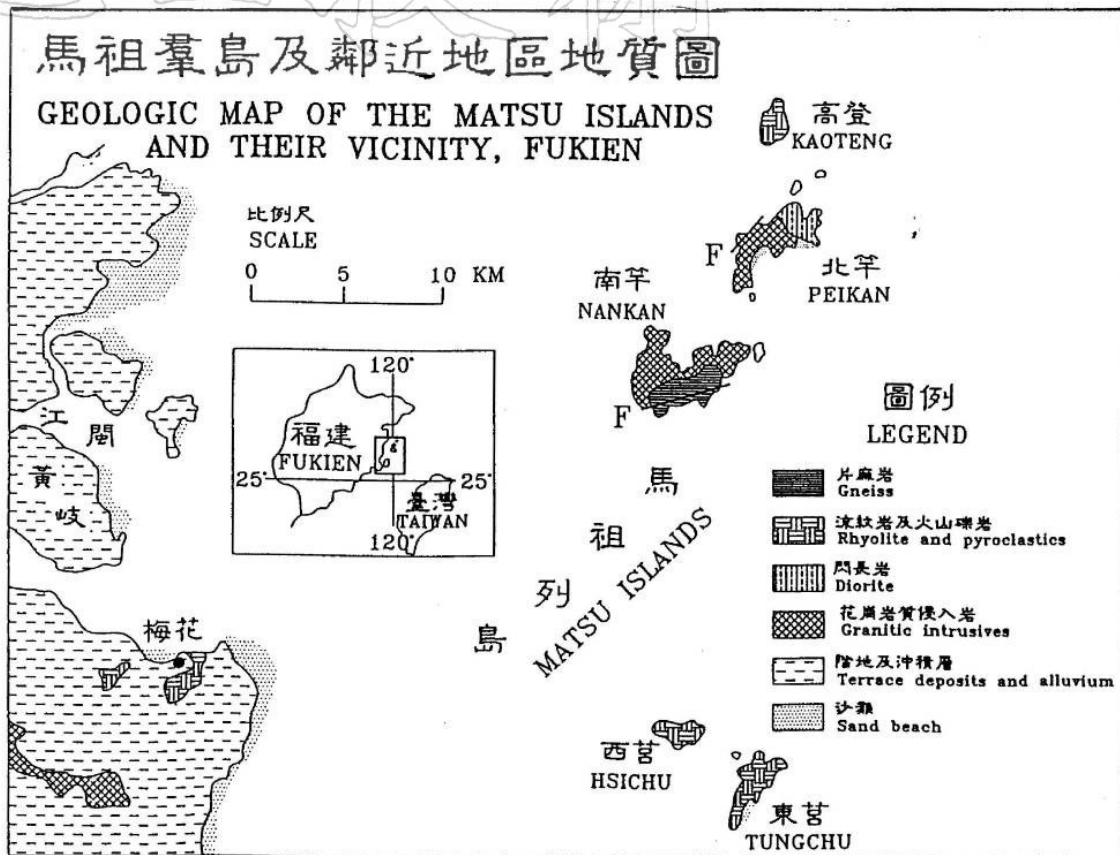 馬祖羣島及鄰近地區地質圖
GEOLOGIC MAP OF THE MATSU ISLANDS
AND THEIR VICINITY, FUKIEN
高登
KAOTENG
比例尺
SCALE
0 5 10 KM
F
北竿
PEIKAN
南竿
NANKAN
F
江
閩
黃
岐
120°
福建
FUKIEN
25°
25°
臺灣
TAIWAN
120°
圖例
LEGEND
片麻岩
Gneiss
流紋岩及火山礫岩
Rhyolite and pyroclastics
閃長岩
Diorite
花崗岩質侵入岩
Granitic intrusives
階地及沖積層
Terrace deposits and alluvium
沙灘
Sand beach
馬
祖
列
島
MATSU ISLANDS
梅花
西莒
HSICHU
東莒
TUNGCHU